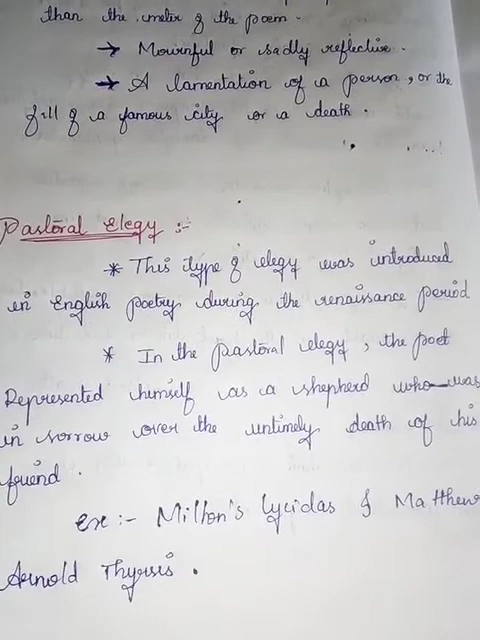 than the meter of the poem.
→ Mournful or sadly reflective.
→ A lamentation of a person, or the
fall of a famous city or a death.
Pastoral Elegy :-
* This type of elegy was introduced
in English poetry during the renaissance period
* In the pastoral elegy, the poet
Represented himself as a shepherd who was
in sorrow over the untimely death of his
friend.
ex:- Milton's Lycidas & Matthew
Arnold Thyrsis.